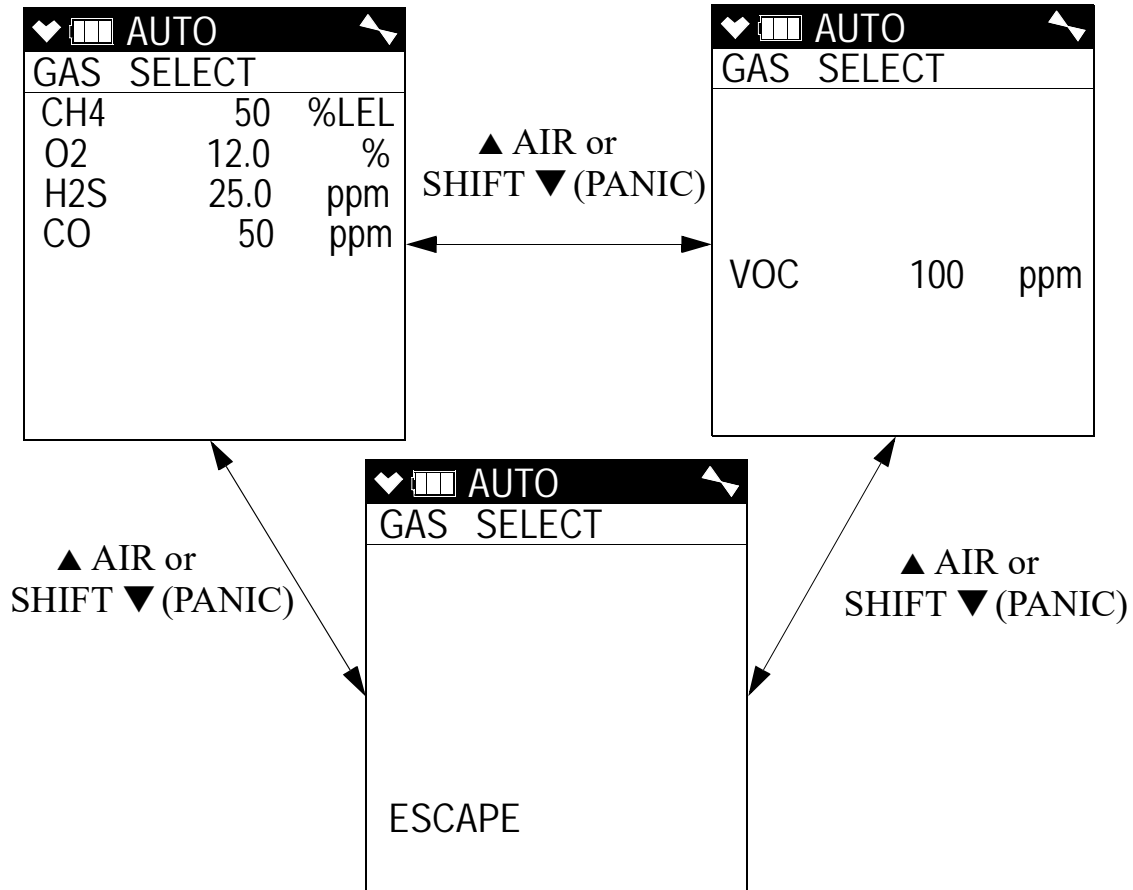 AUTO
GAS SELECT
CH4 50 %LEL
O2 12.0 %
H2S 25.0 ppm
CO 50 ppm
▲ AIR or
SHIFT ▼ (PANIC)
AUTO
GAS SELECT
VOC 100 ppm
▲ AIR or
SHIFT ▼ (PANIC)
AUTO
GAS SELECT
ESCAPE
▲ AIR or
SHIFT ▼ (PANIC)